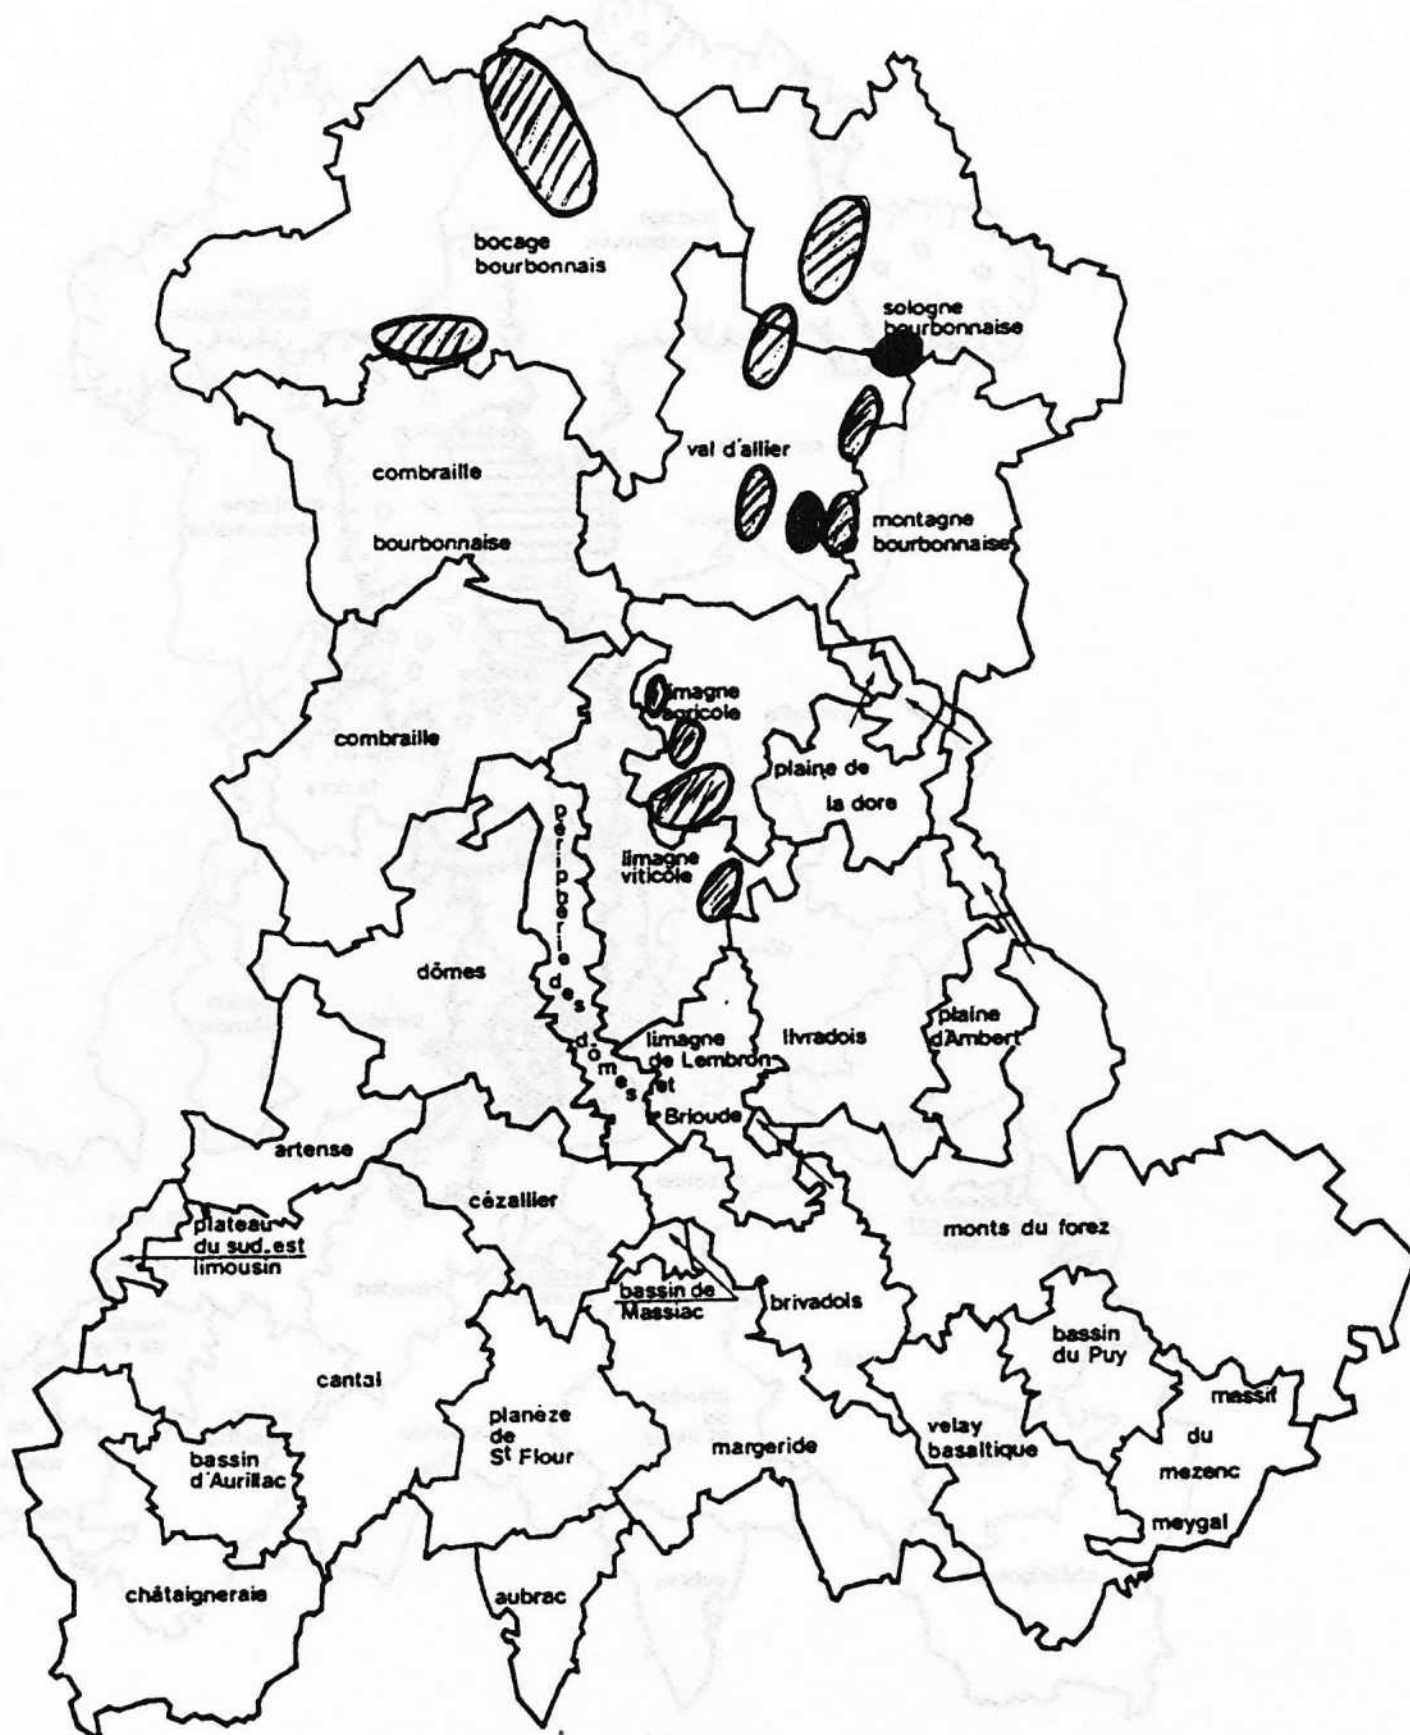 bocage
bourbonnais
sologne
bourbonnaise
val d'allier
combraille
bourbonnaise
montagne
bourbonnaise
limagne
agricole
combraille
plaine de
la dore
périphérie des dômes
limagne
viticole
dômes
plaine
d'Ambert
limagne
de Lembron
et
Brioude
livradois
artense
cézallier
plateau
du sud.est
limousin
monts du forez
bassin de
Massiac
brivadois
bassin
du Puy
cantal
massif
du
mezenc
meygal
planèze
de
St Flour
margeride
velay
basaltique
bassin
d'Aurillac
châtaigneraie
aubrac